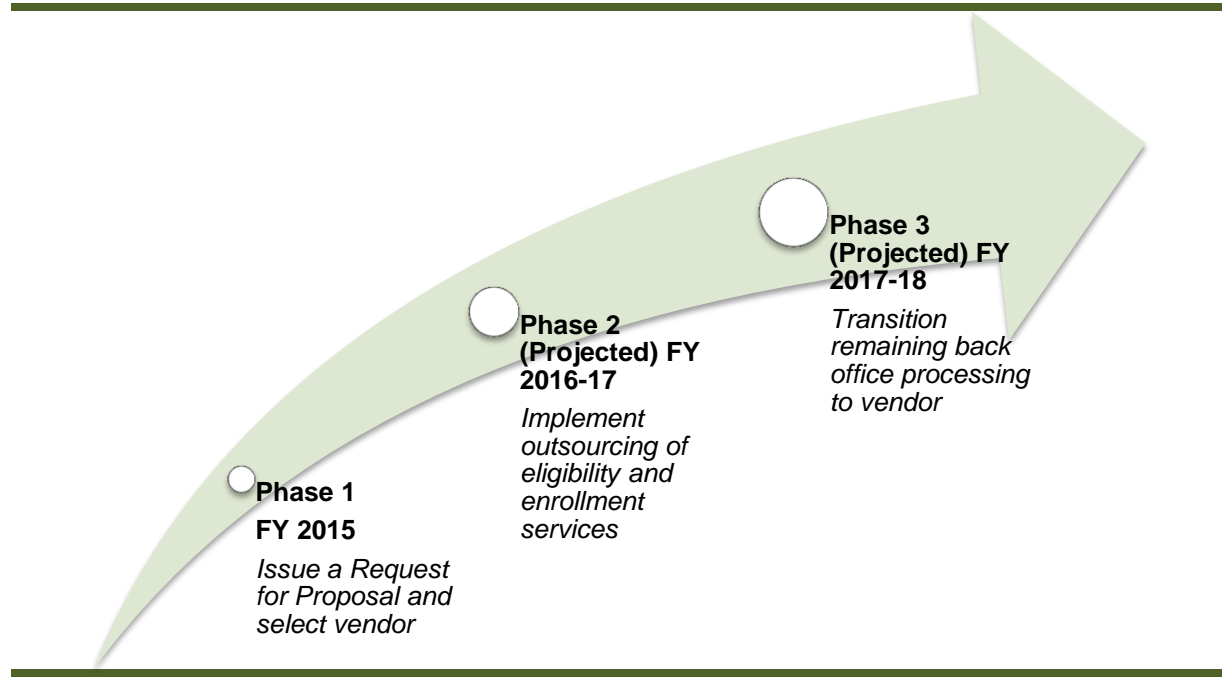 Phase 1
FY 2015
Issue a Request
for Proposal and
select vendor
Phase 2
(Projected) FY
2016-17
Implement
outsourcing of
eligibility and
enrollment
services
Phase 3
(Projected) FY
2017-18
Transition
remaining back
office processing
to vendor